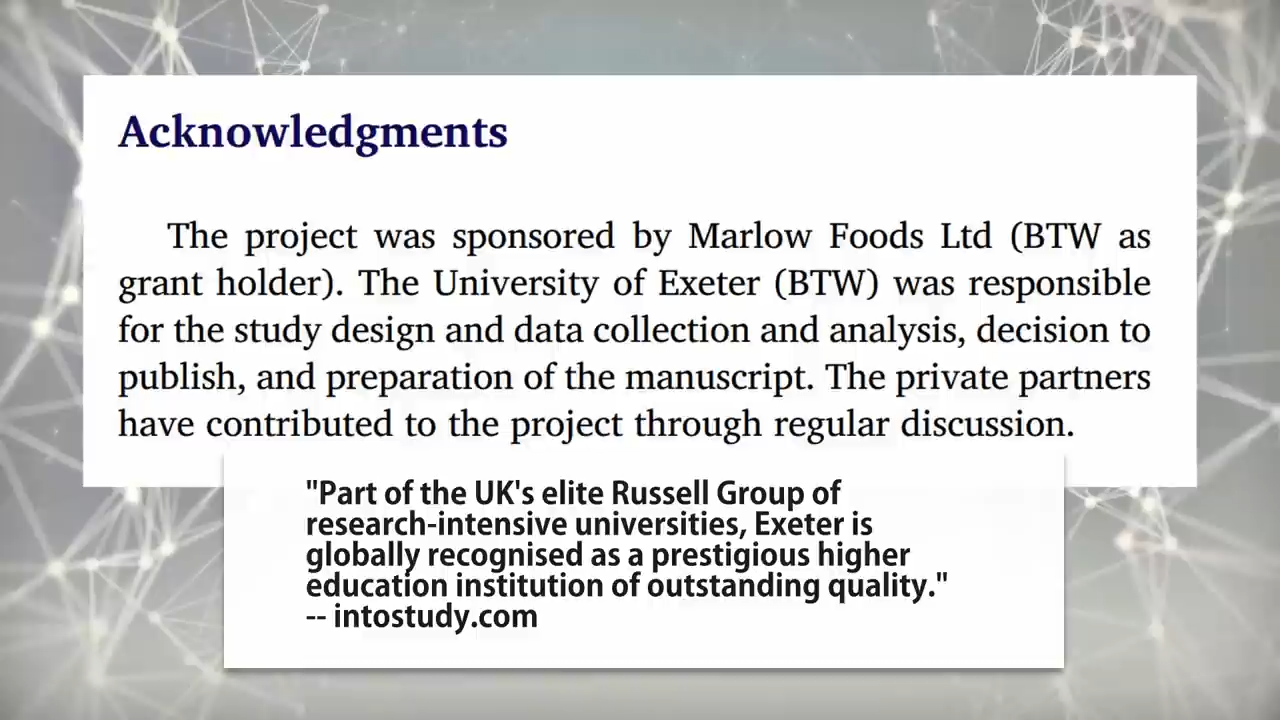 Acknowledgments
The project was sponsored by Marlow Foods Ltd (BTW as
grant holder). The University of Exeter (BTW) was responsible
for the study design and data collection and analysis, decision to
publish, and preparation of the manuscript. The private partners
have contributed to the project through regular discussion.
"Part of the UK's elite Russell Group of
research-intensive universities, Exeter is
globally recognised as a prestigious higher
education institution of outstanding quality."
-- intostudy.com